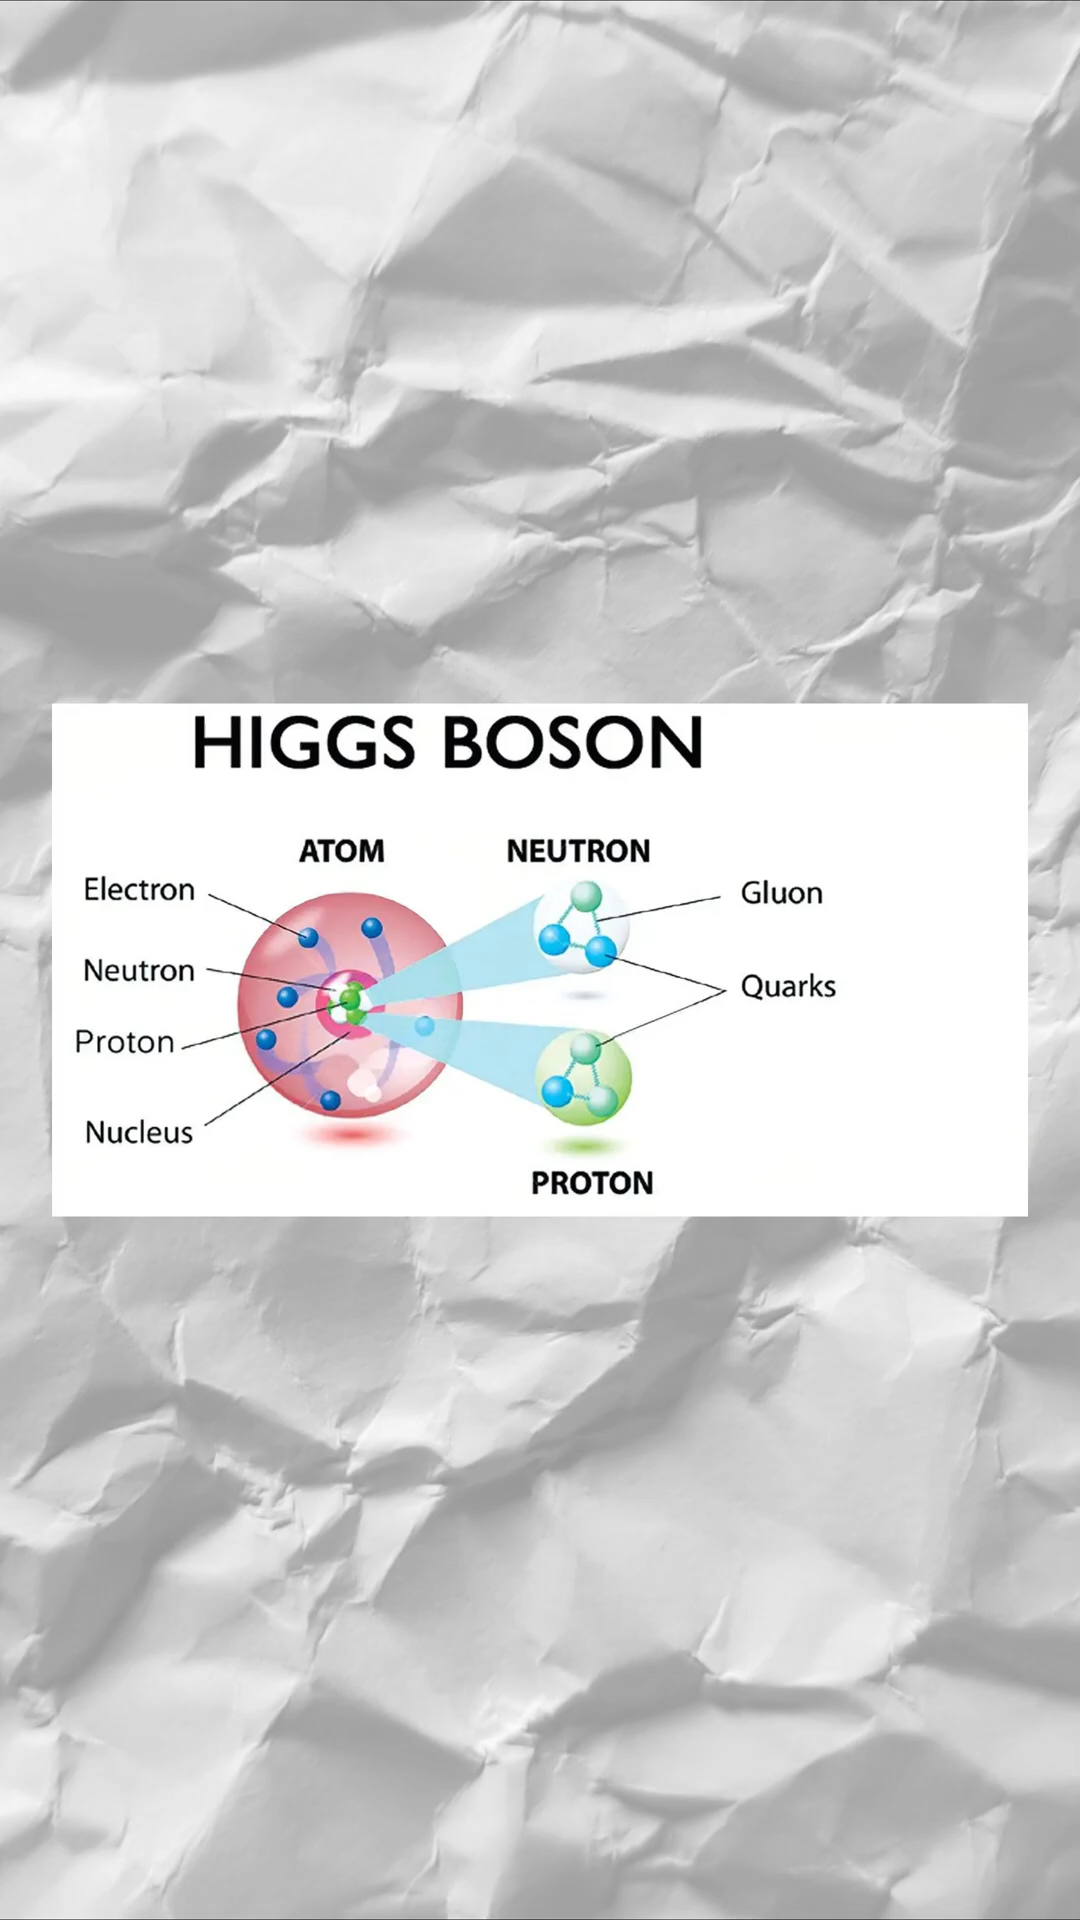 HIGGS BOSON
ATOM
NEUTRON
Electron
Gluon
Neutron
Quarks
Proton
Nucleus
PROTON